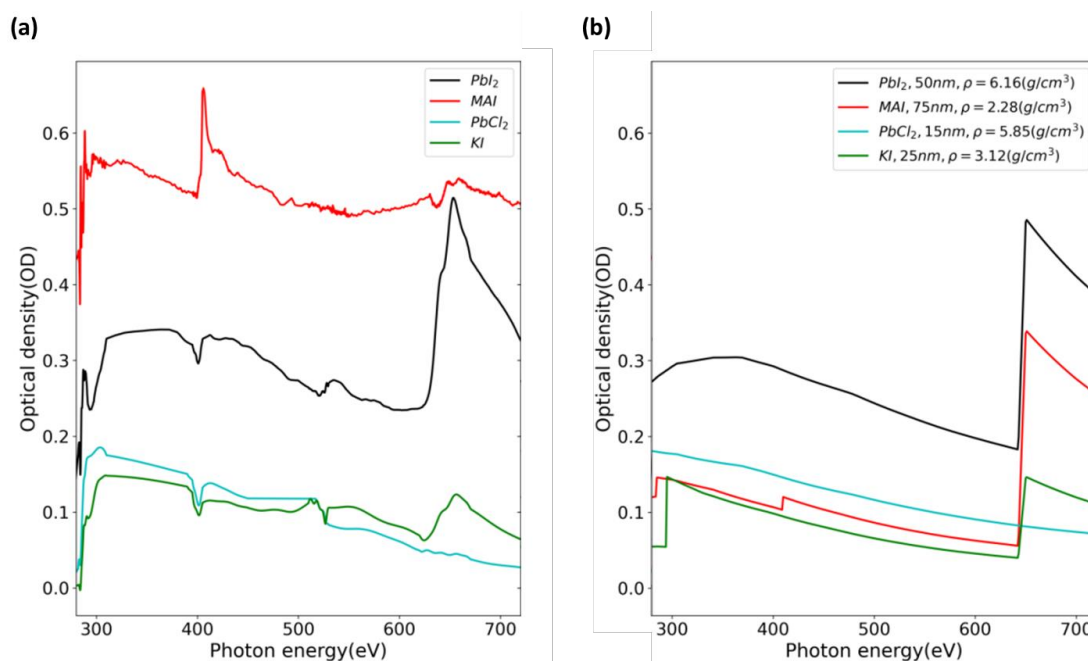 (a)
(b)
PbI₂
MAI
PbCl₂
KI
0.6
0.5
0.4
0.3
0.2
0.1
0.0
Optical density(OD)
300 400 500 600 700
Photon energy(eV)
PbI₂, 50nm, ρ = 6.16(g/cm³)
MAI, 75nm, ρ = 2.28(g/cm³)
PbCl₂, 15nm, ρ = 5.85(g/cm³)
KI, 25nm, ρ = 3.12(g/cm³)
0.6
0.5
0.4
0.3
0.2
0.1
0.0
Optical density(OD)
300 400 500 600 700
Photon energy(eV)